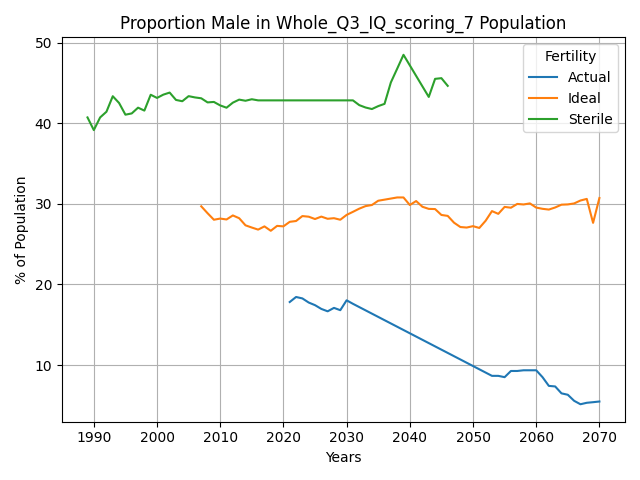 Proportion Male in Whole_Q3_IQ_scoring_7 Population
% of Population
50
40
30
20
10
Fertility
Actual
Ideal
Sterile
1990 2000 2010 2020 2030 2040 2050 2060 2070
Years